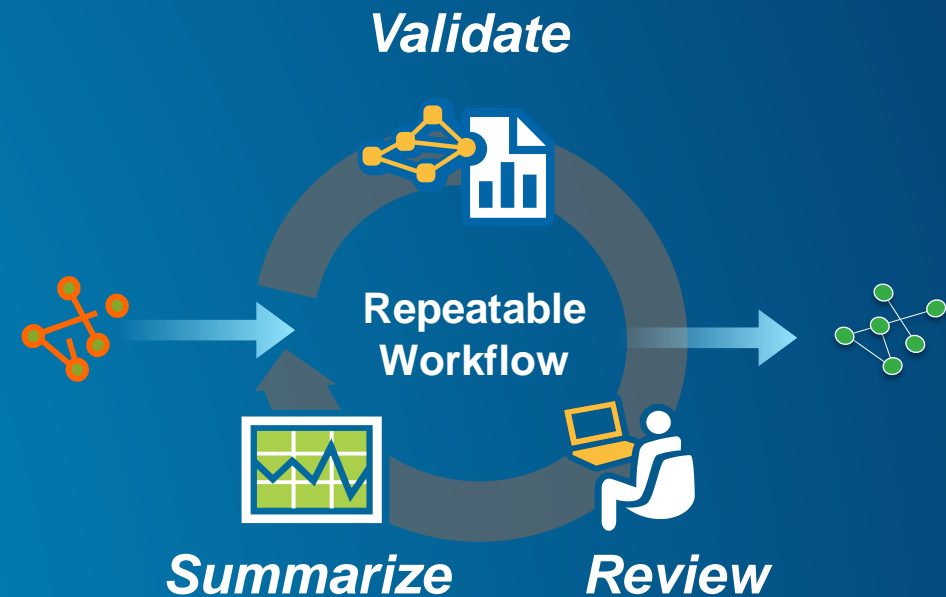 Validate
Repeatable
Workflow
Summarize
Review